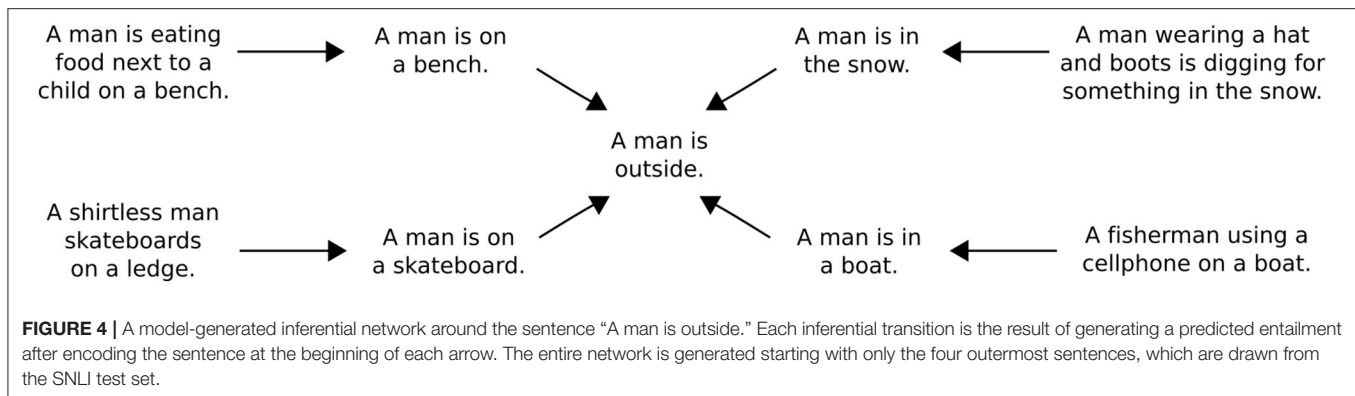 A man is eating
food next to a
child on a bench.
A man is on
a bench.
A man is in
the snow.
A man wearing a hat
and boots is digging for
something in the snow.
A man is
outside.
A shirtless man
skateboards
on a ledge.
A man is on
a skateboard.
A man is in
a boat.
A fisherman using a
cellphone on a boat.
FIGURE 4 | A model-generated inferential network around the sentence “A man is outside.” Each inferential transition is the result of generating a predicted entailment
after encoding the sentence at the beginning of each arrow. The entire network is generated starting with only the four outermost sentences, which are drawn from
the SNLI test set.